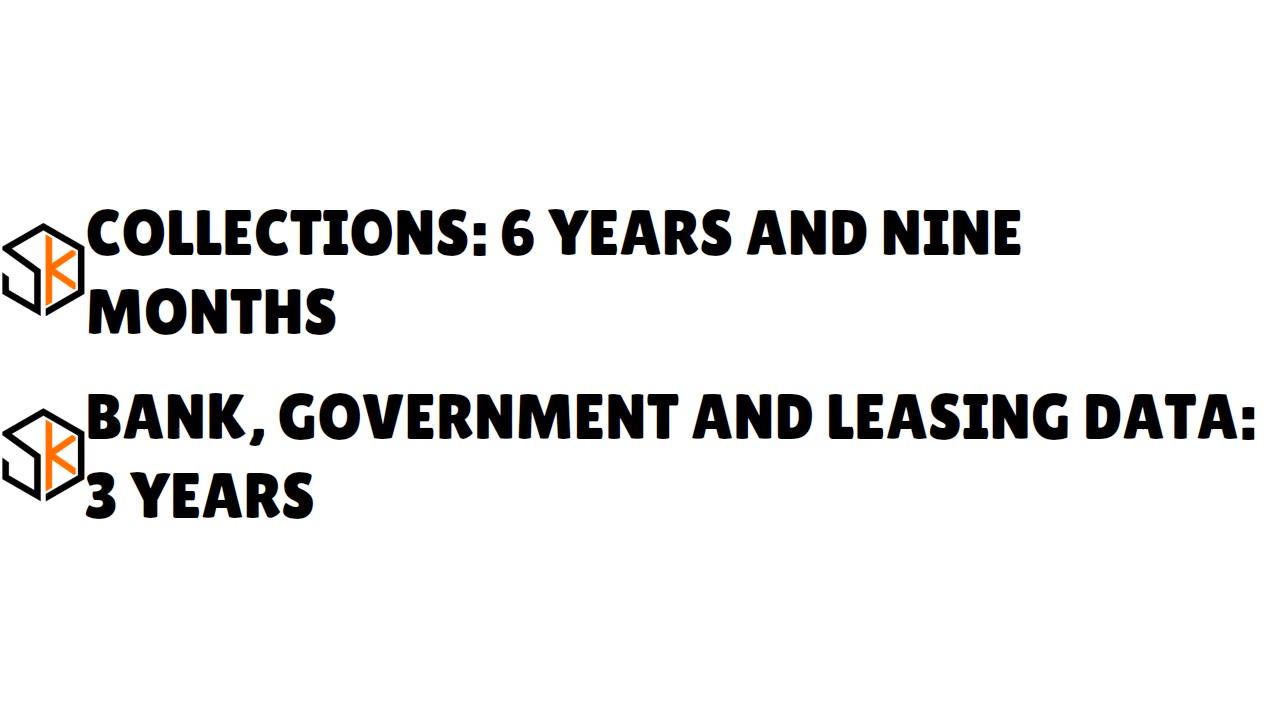 COLLECTIONS: 6 YEARS AND NINE
MONTHS
BANK, GOVERNMENT AND LEASING DATA:
3 YEARS